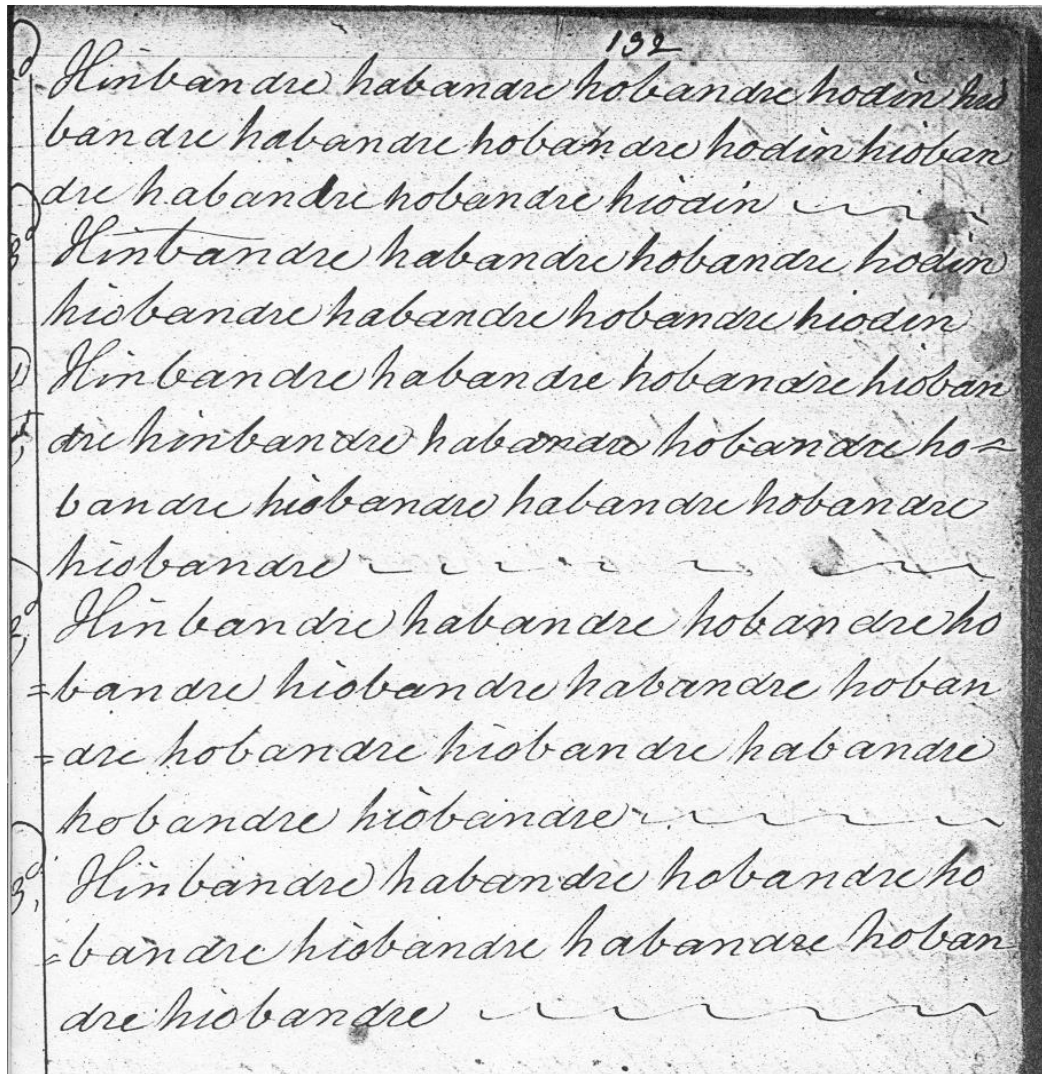 132
Hinbandre habandre hobandre hodin hio
bandre habandre hobandre hodin hioban
dre habandre hobandre hiodin
3d Hinbandre habandre hobandre hodin
hiobandre habandre hobandre hiodin
Hinbandre habandre hobandre hioban
dre hinbandre habandre hobandre ho=
bandre hiobandre habandre hobandre
hiobandre
2d, Hinbandre habandre hobandre ho
=bandre hiobandre habandre hoban
=dre hobandre hiobandre habandre
hobandre hiobandre
3d, Hinbandre habandre hobandre ho
=bandre hiobandre habandre hoban-
dre hiobandre